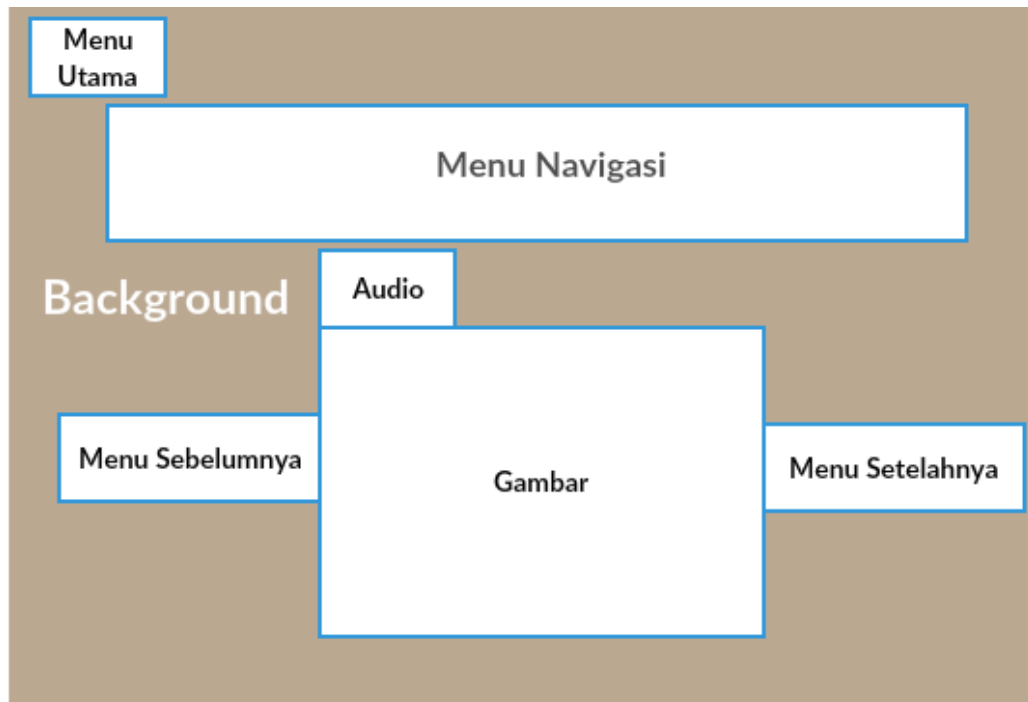 Menu
Utama
Menu Navigasi
Background
Audio
Menu Sebelumnya
Gambar
Menu Setelahnya